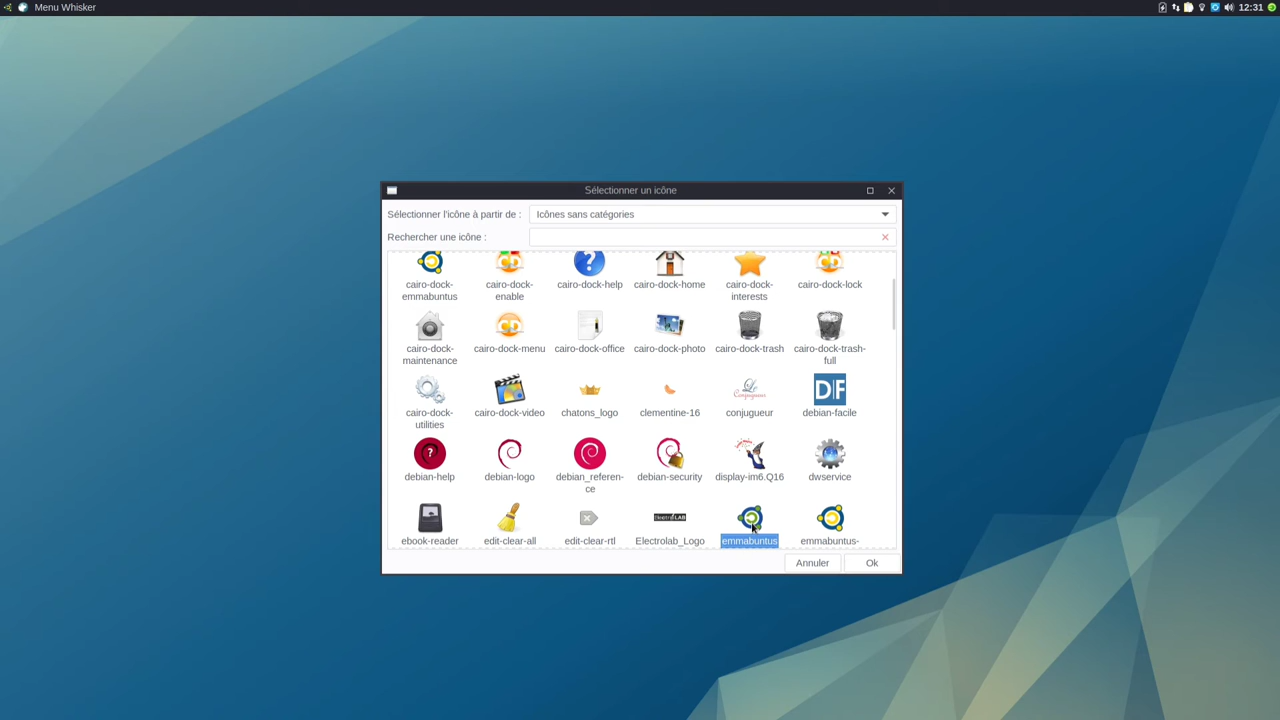 Menu Whisker
12:31
Sélectionner un icône
Sélectionner l'icône à partir de :
Icônes sans catégories
Rechercher une icône :
cairo-dock-
emmabuntus
cairo-dock-
enable
cairo-dock-help
cairo-dock-home
cairo-dock-
interests
cairo-dock-lock
cairo-dock-
maintenance
cairo-dock-menu
cairo-dock-office
cairo-dock-photo
cairo-dock-trash
cairo-dock-trash-
full
cairo-dock-
utilities
cairo-dock-video
chatons_logo
clementine-16
Le
Conjugueur
conjugueur
D|F
debian-facile
debian-help
debian-logo
debian_referen-
ce
debian-security
display-im6.Q16
dwservice
ebook-reader
edit-clear-all
edit-clear-rtl
ElectroLAB
Electrolab_Logo
emmabuntus
emmabuntus-
Annuler
Ok